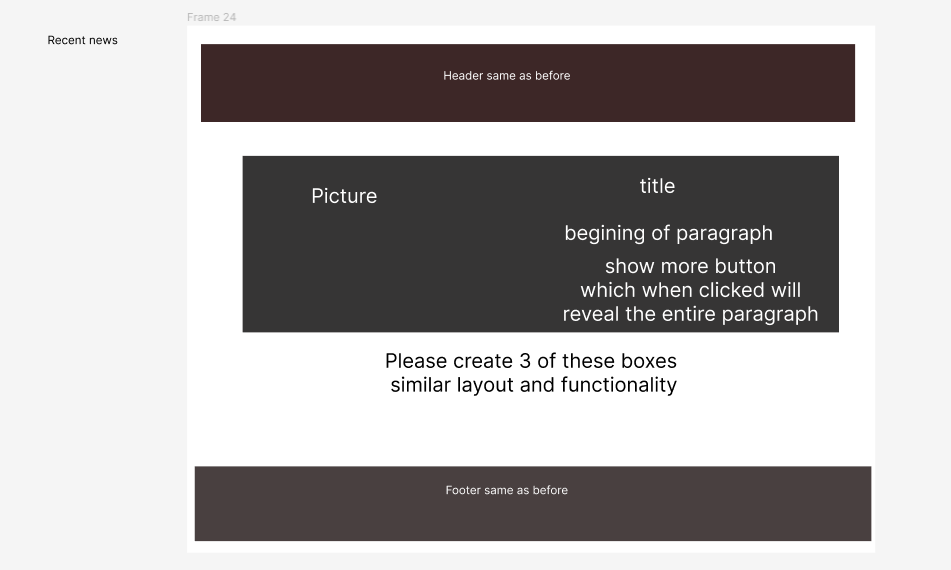 Frame 24
Recent news
Header same as before
Picture
title
begining of paragraph
show more button
which when clicked will
reveal the entire paragraph
Please create 3 of these boxes
similar layout and functionality
Footer same as before